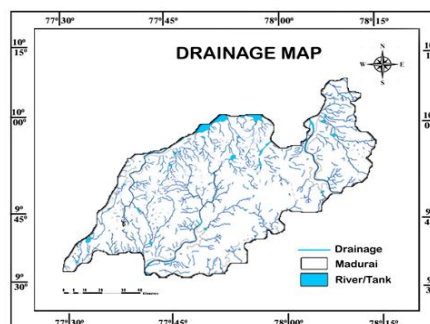 77°30' 77°45' 78°00' 78°15'
DRAINAGE MAP
N
W E
S
10°
15'
10°
00'
9°
45'
9°
30'
Drainage
Madurai
River/Tank
77°30' 77°45' 78°00' 78°15'